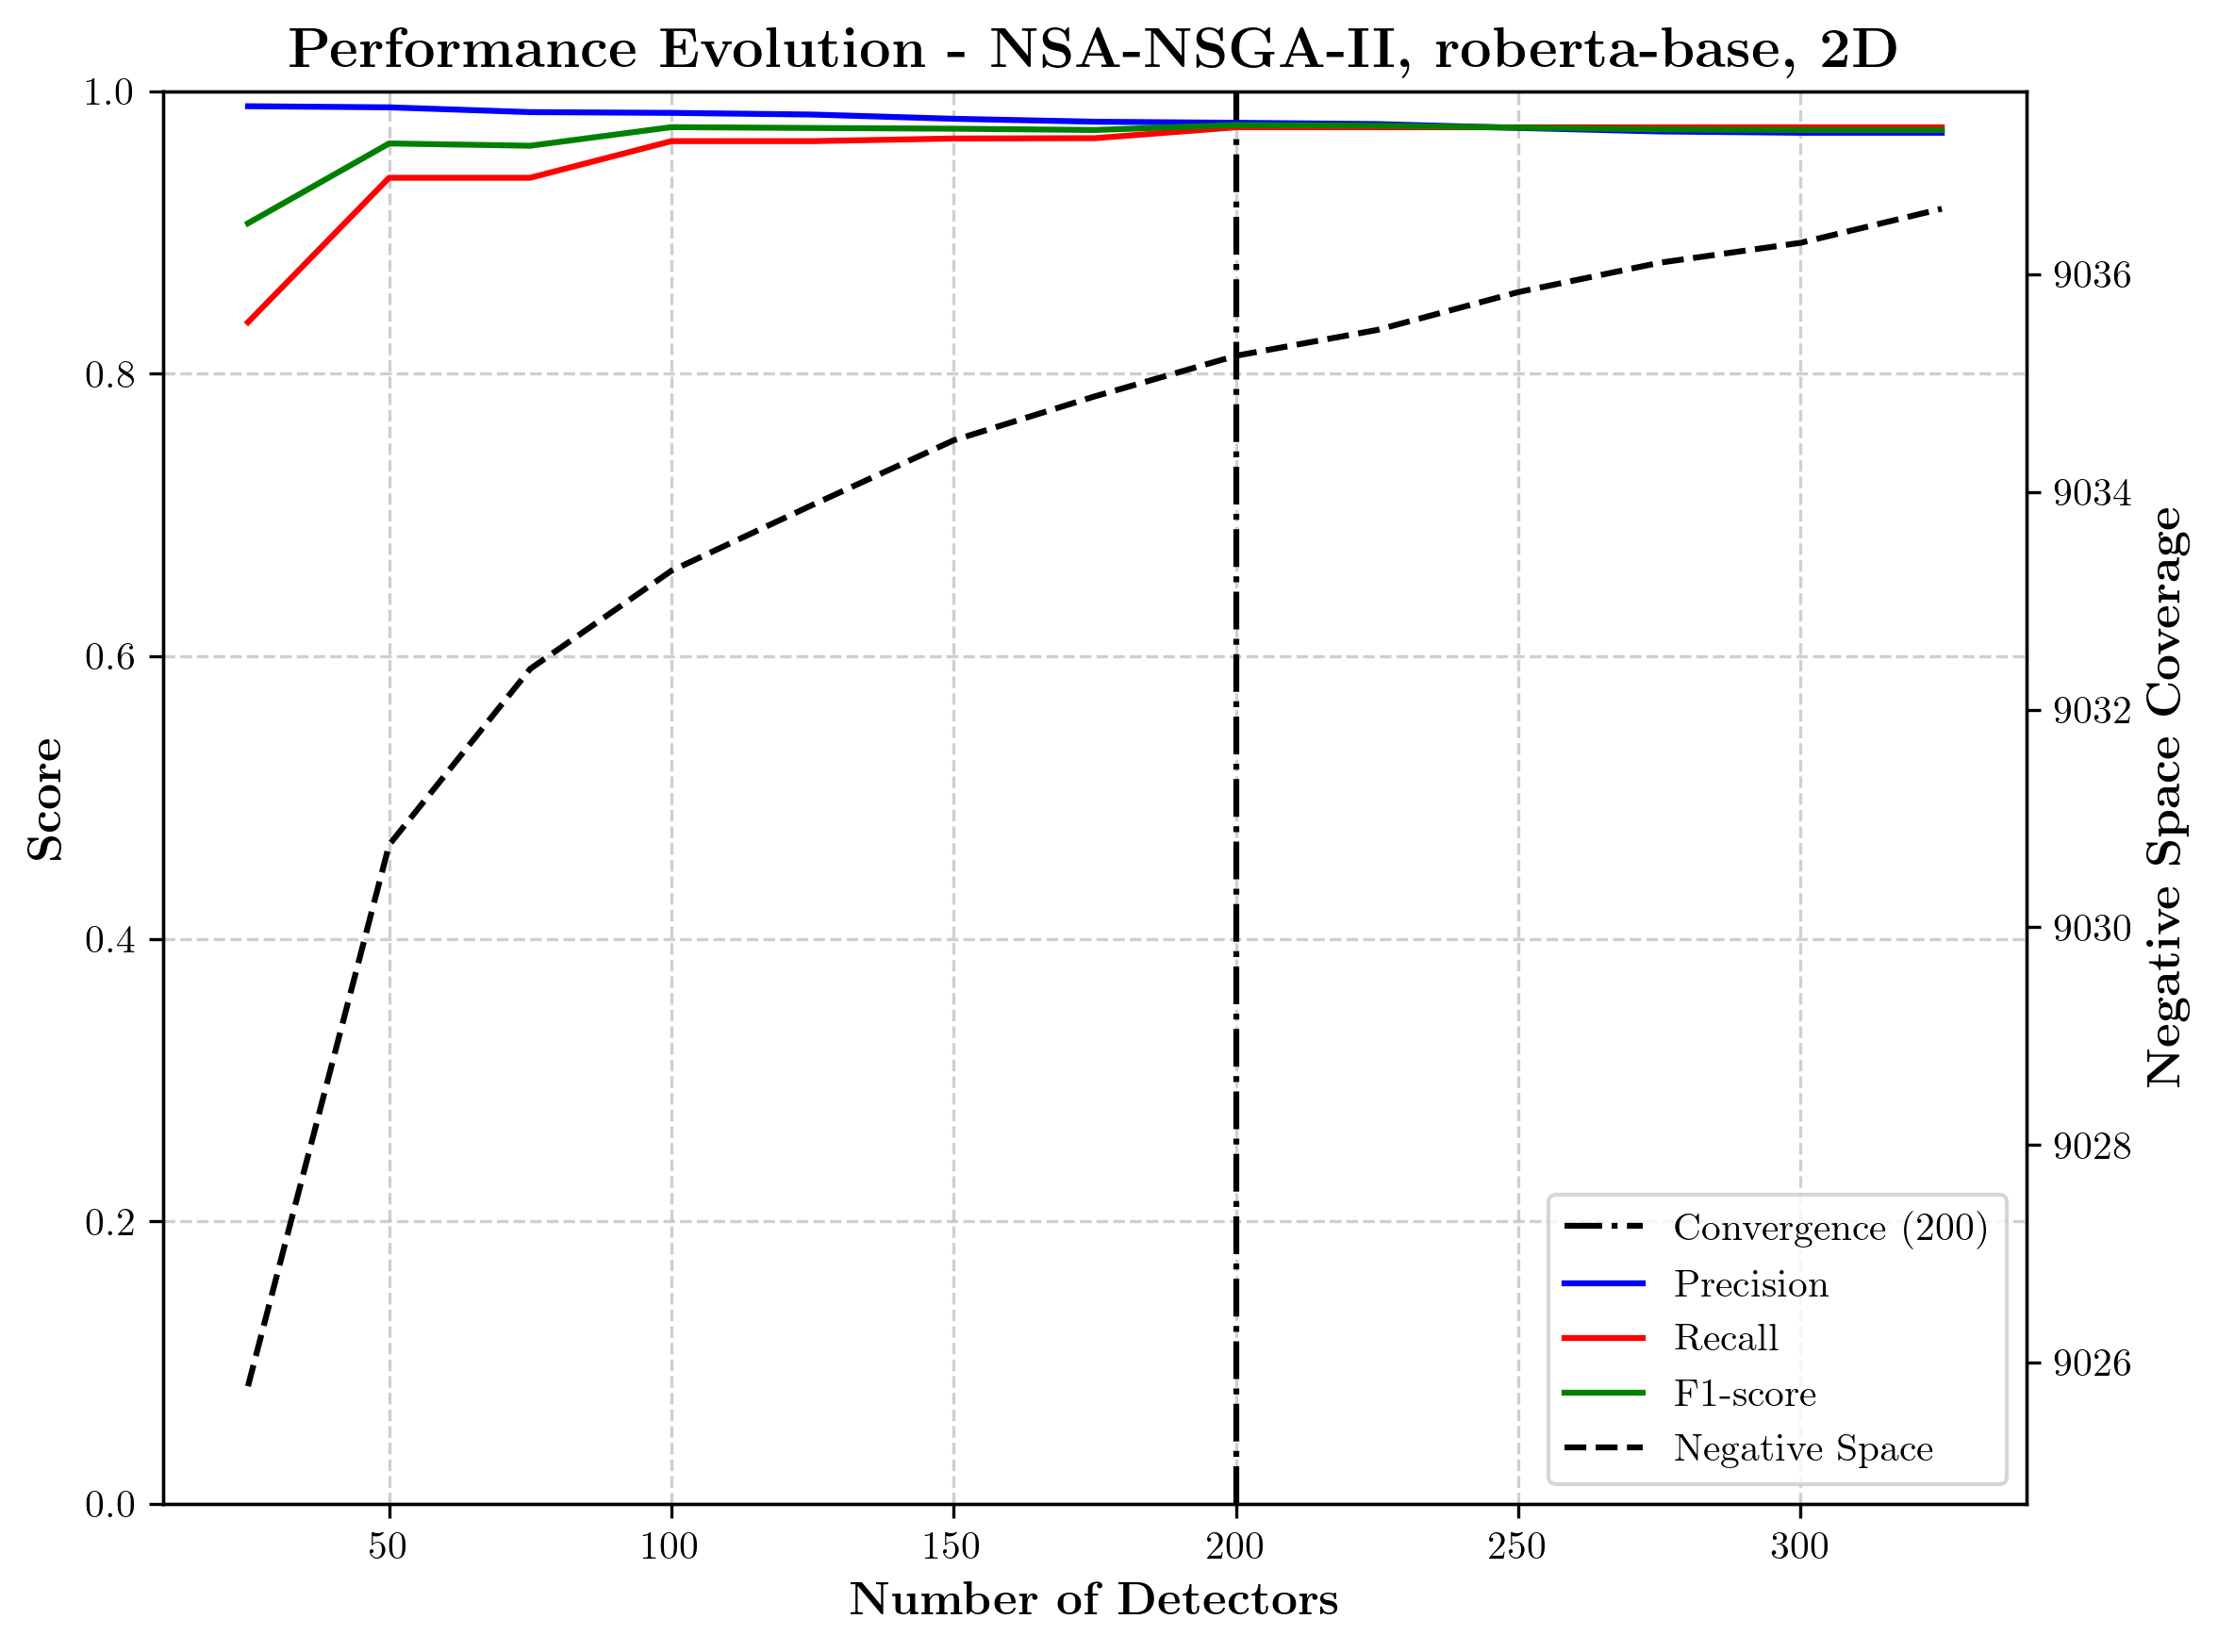 Performance Evolution - NSA-NSGA-II, roberta-base, 2D
1.0
0.8
0.6
0.4
0.2
0.0
Score
50
100
150
200
250
300
Number of Detectors
9036
9034
9032
9030
9028
9026
Negative Space Coverage
Convergence (200)
Precision
Recall
F1-score
Negative Space